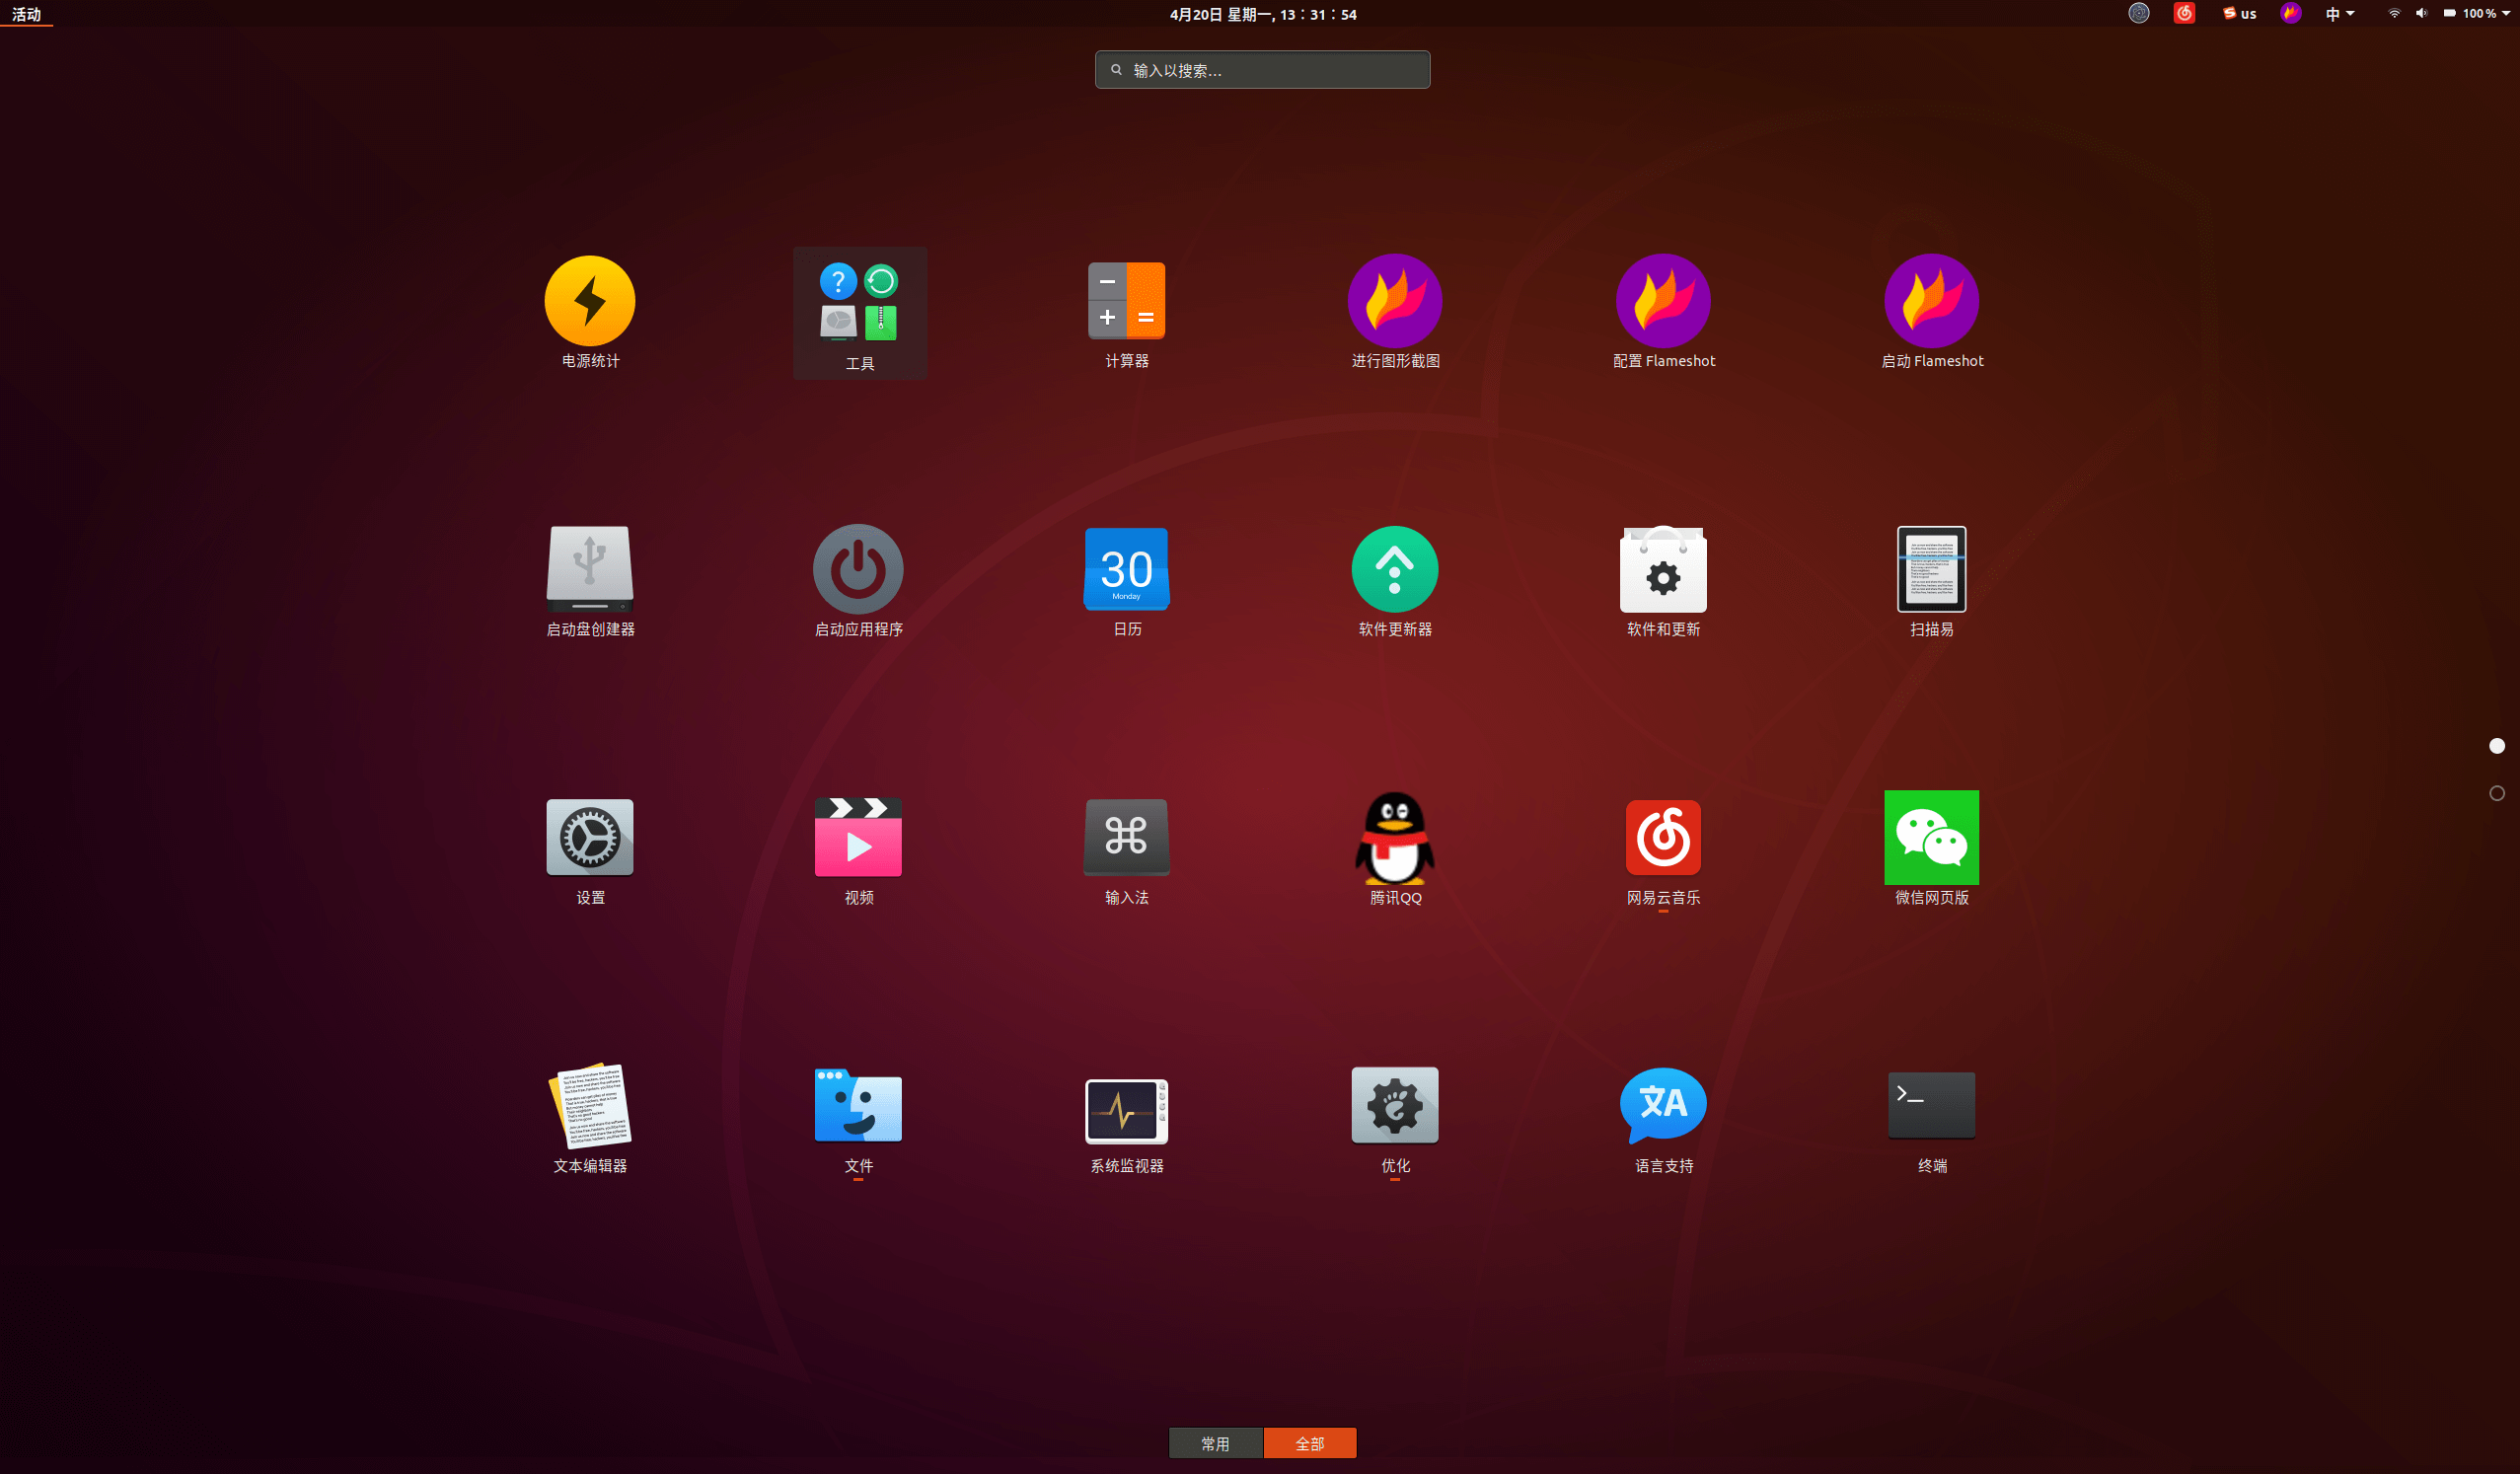 活动
4月20日 星期一, 13∶31∶54
us
中
100 %
输入以搜索...
电源统计
工具
计算器
进行图形截图
配置 Flameshot
启动 Flameshot
30
Monday
启动盘创建器
启动应用程序
日历
软件更新器
软件和更新
扫描易
设置
视频
输入法
腾讯QQ
网易云音乐
微信网页版
文A
文本编辑器
文件
系统监视器
优化
语言支持
终端
常用
全部